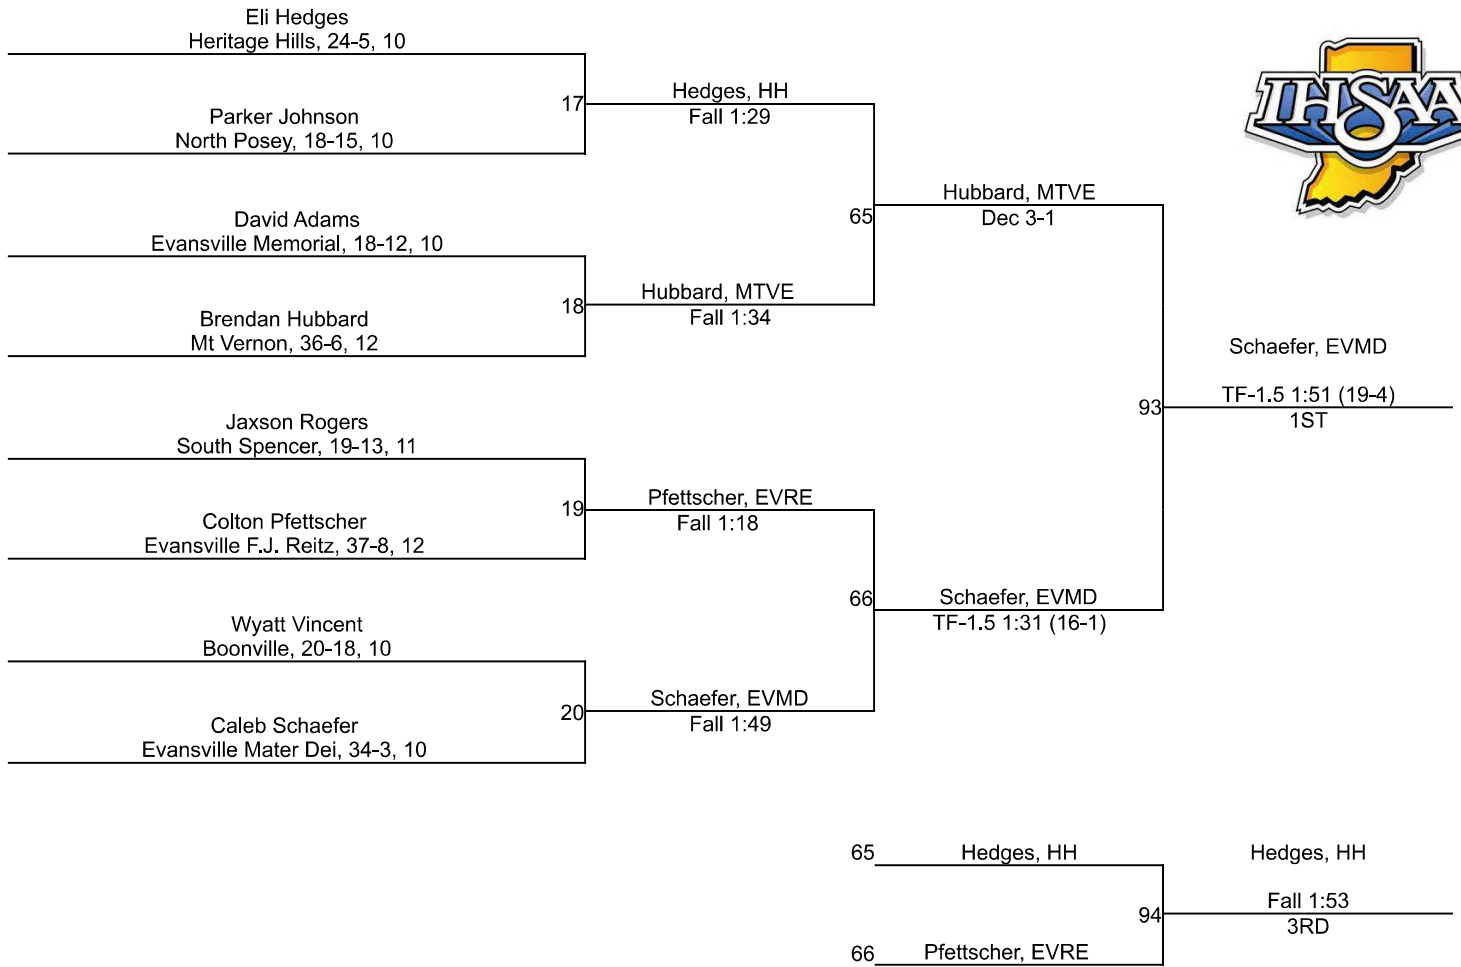 Eli Hedges
Heritage Hills, 24-5, 10
17
Parker Johnson
North Posey, 18-15, 10
Hedges, HH
Fall 1:29
David Adams
Evansville Memorial, 18-12, 10
18
Brendan Hubbard
Mt Vernon, 36-6, 12
Hubbard, MTVE
Fall 1:34
65
Hubbard, MTVE
Dec 3-1
Jaxson Rogers
South Spencer, 19-13, 11
19
Colton Pfettscher
Evansville F.J. Reitz, 37-8, 12
Pfettscher, EVRE
Fall 1:18
Wyatt Vincent
Boonville, 20-18, 10
20
Caleb Schaefer
Evansville Mater Dei, 34-3, 10
Schaefer, EVMD
Fall 1:49
66
Schaefer, EVMD
TF-1.5 1:31 (16-1)
93
Schaefer, EVMD
TF-1.5 1:51 (19-4)
1ST
IHSAA
65
Hedges, HH
66
Pfettscher, EVRE
94
Hedges, HH
Fall 1:53
3RD